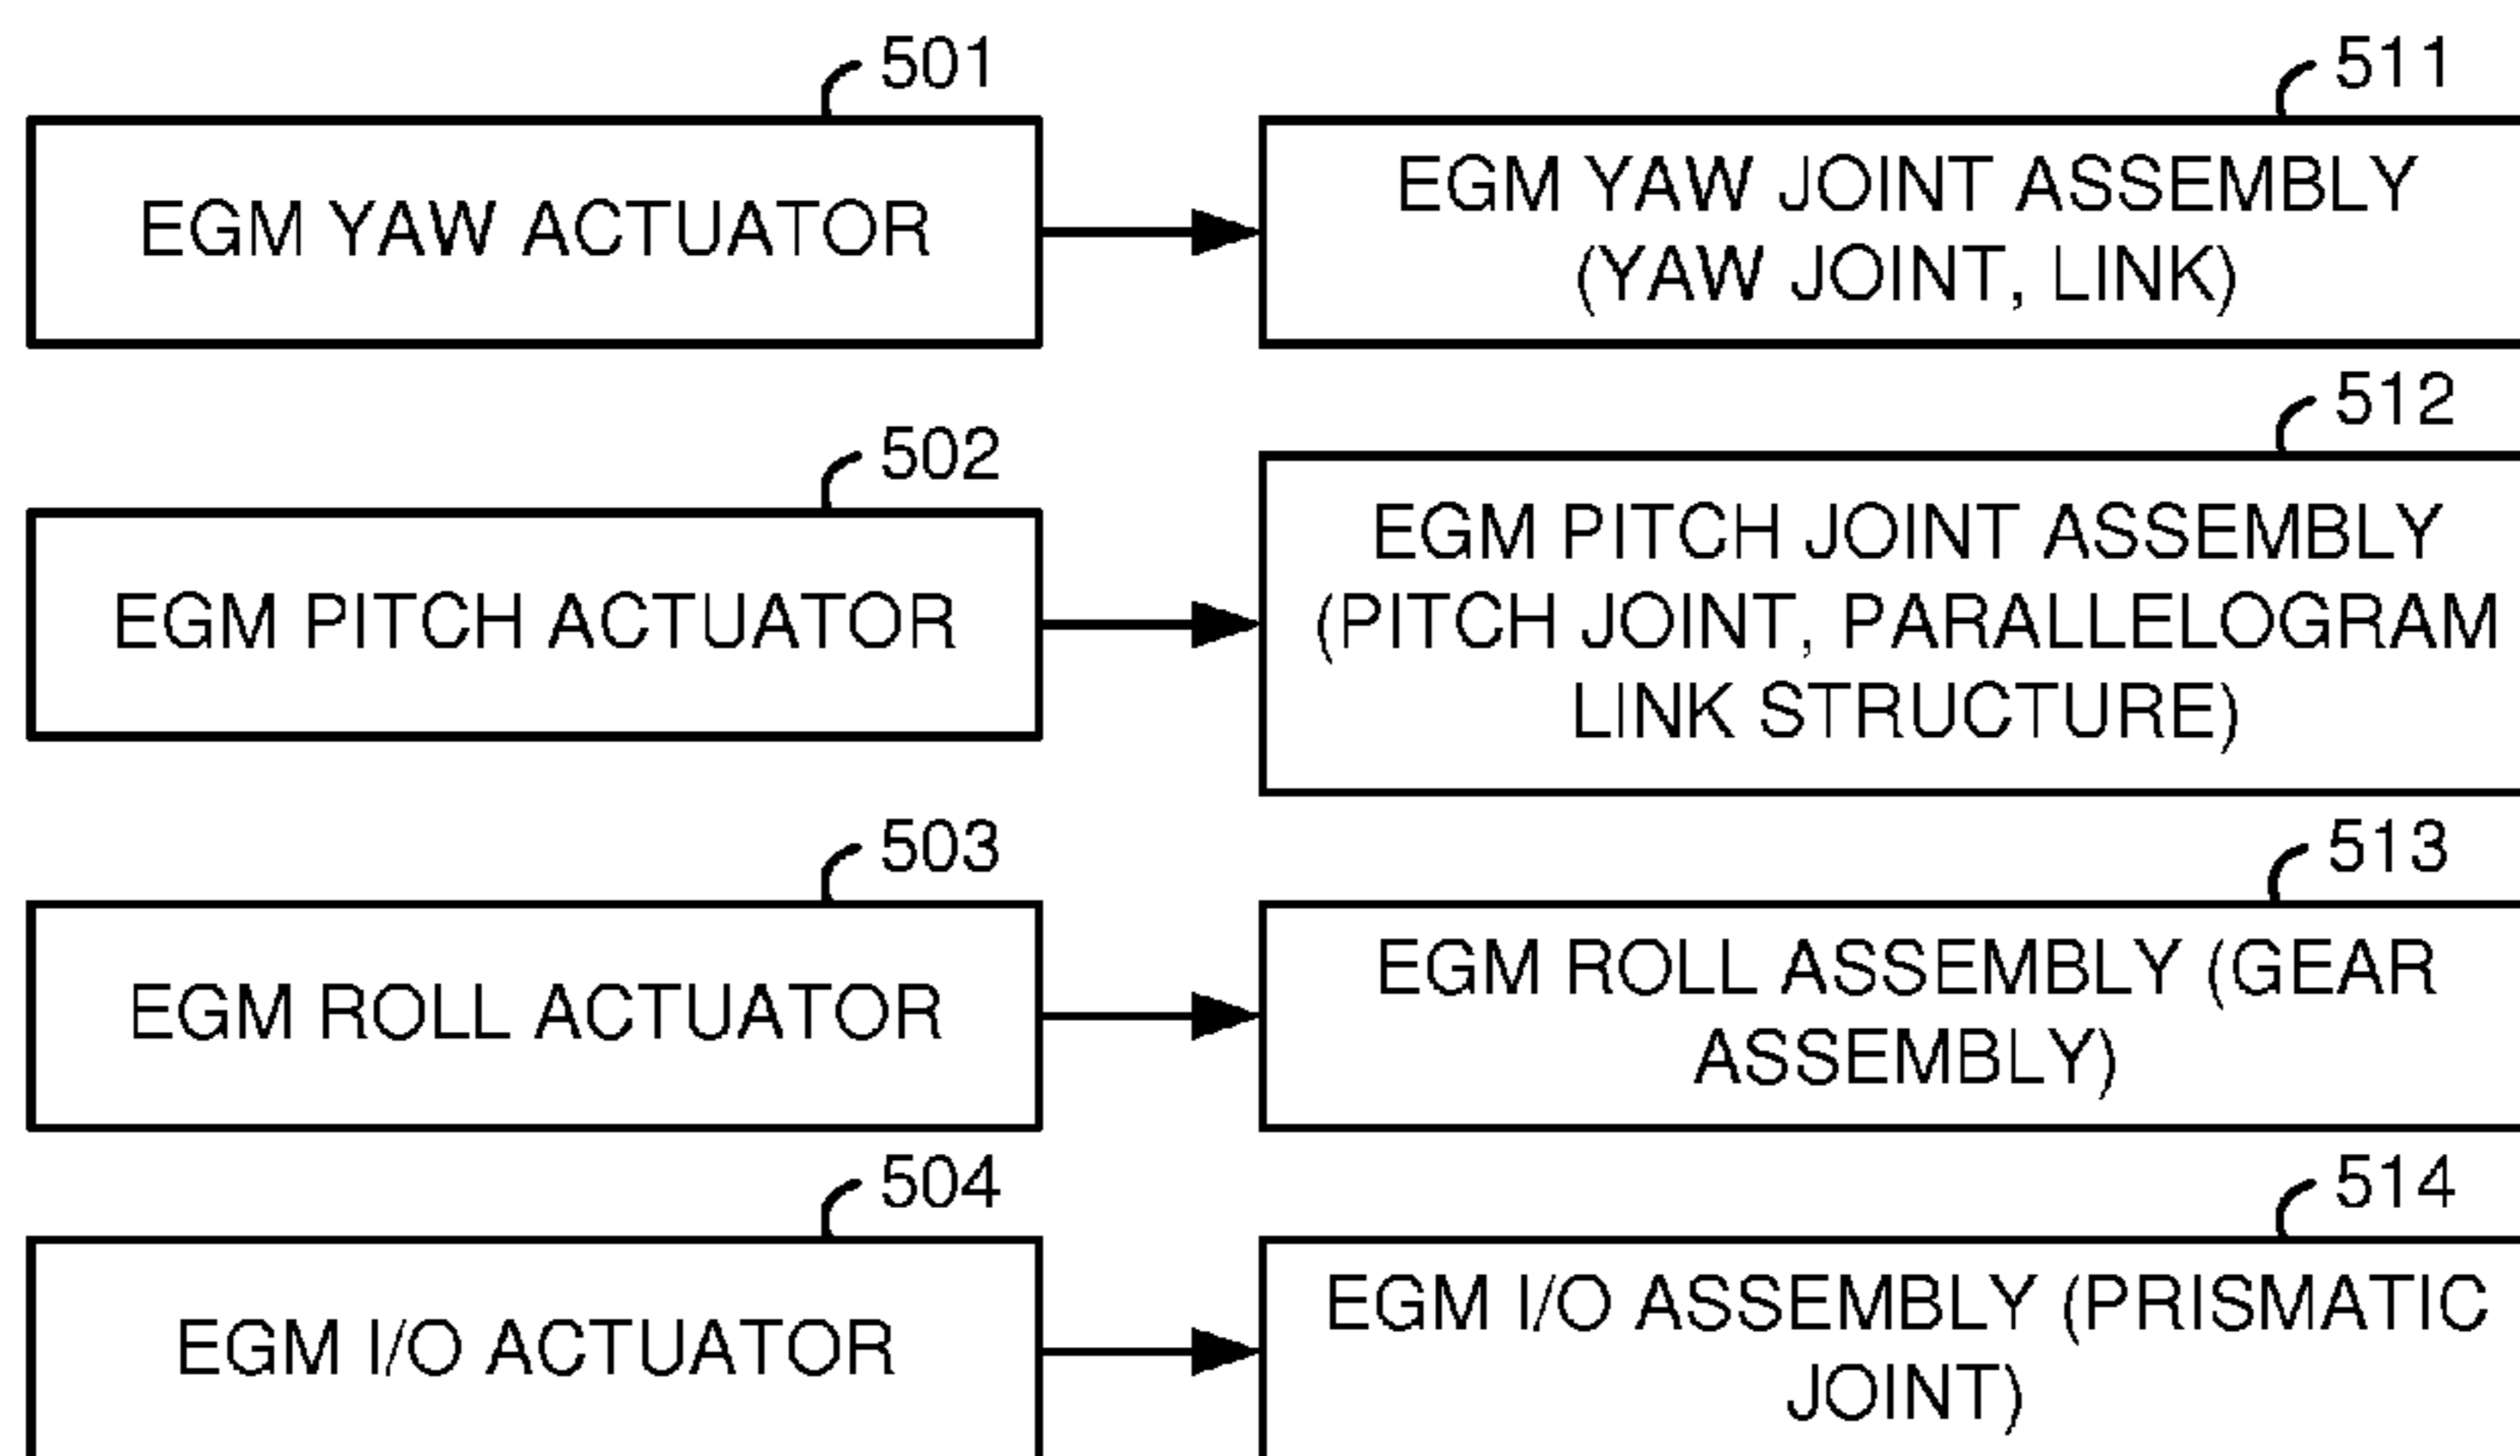 501
511
EGM YAW ACTUATOR
EGM YAW JOINT ASSEMBLY
(YAW JOINT, LINK)
502
512
EGM PITCH ACTUATOR
EGM PITCH JOINT ASSEMBLY
(PITCH JOINT, PARALLELOGRAM
LINK STRUCTURE)
503
513
EGM ROLL ACTUATOR
EGM ROLL ASSEMBLY (GEAR
ASSEMBLY)
504
514
EGM I/O ACTUATOR
EGM I/O ASSEMBLY (PRISMATIC
JOINT)